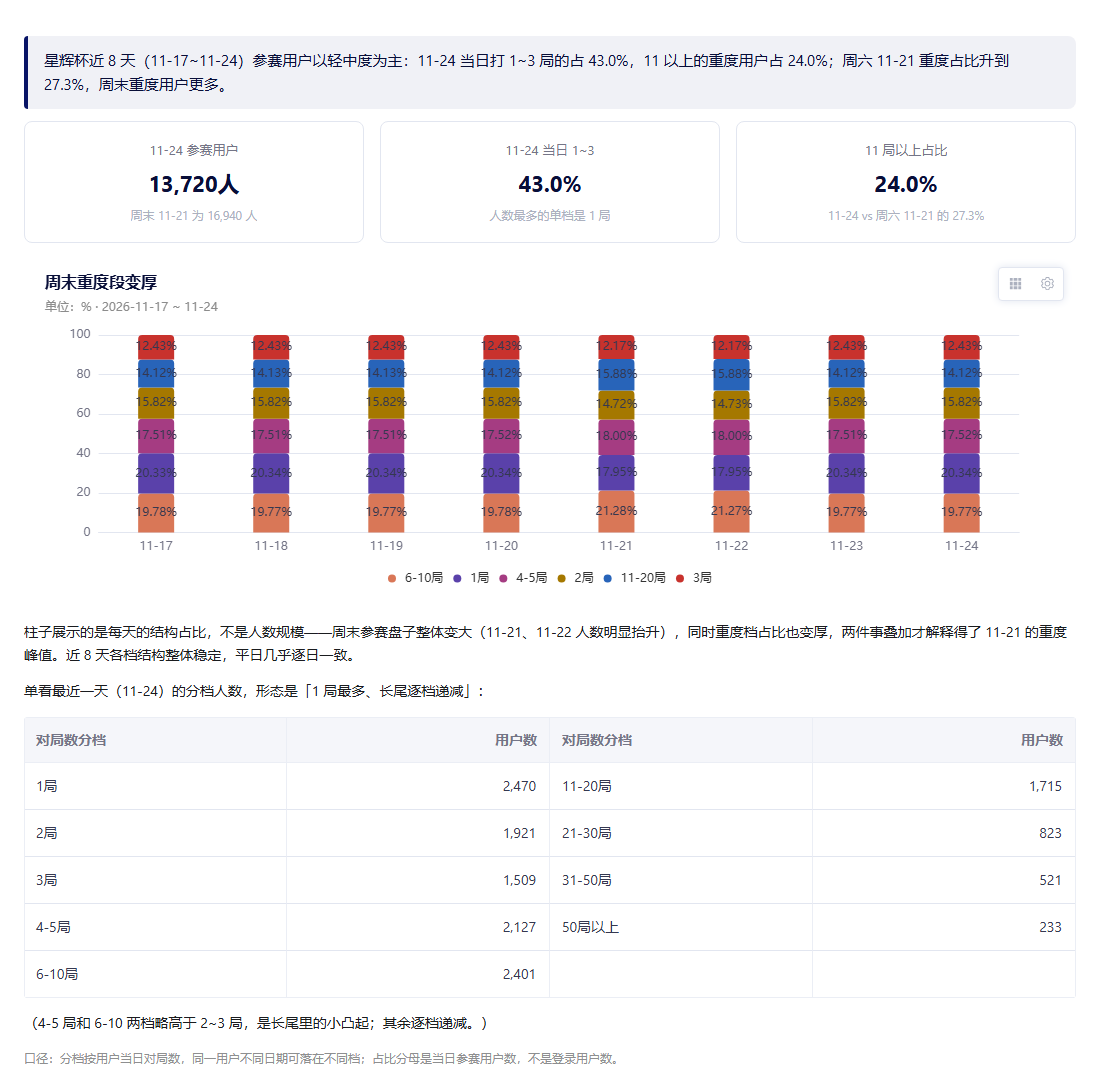 星辉杯近 8 天（11-17~11-24）参赛用户以轻中度为主：11-24 当日打 1~3 局的占 43.0%，11 以上的重度用户占 24.0%；周六 11-21 重度占比升到
27.3%，周末重度用户更多。
11-24 参赛用户
13,720人
周末 11-21 为 16,940 人
11-24 当日 1~3
43.0%
人数最多的单档是 1 局
11 局以上占比
24.0%
11-24 vs 周六 11-21 的 27.3%
周末重度段变厚
单位：% · 2026-11-17 ~ 11-24
100
80
60
40
20
0
12.43% 12.43% 12.43% 12.43% 12.17% 12.17% 12.43% 12.43%
14.12% 14.13% 14.13% 14.12% 15.88% 15.88% 14.12% 14.12%
15.82% 15.82% 15.82% 15.82% 14.72% 14.73% 15.82% 15.82%
17.51% 17.51% 17.51% 17.52% 18.00% 18.00% 17.51% 17.52%
20.33% 20.34% 20.34% 20.34% 17.95% 17.95% 20.34% 20.34%
19.78% 19.77% 19.77% 19.78% 21.28% 21.27% 19.77% 19.77%
11-17 11-18 11-19 11-20 11-21 11-22 11-23 11-24
6-10局 1局 4-5局 2局 11-20局 3局
柱子展示的是每天的结构占比，不是人数规模——周末参赛盘子整体变大（11-21、11-22 人数明显抬升），同时重度档占比也变厚，两件事叠加才解释得了 11-21 的重度
峰值。近 8 天各档结构整体稳定，平日几乎逐日一致。
单看最近一天（11-24）的分档人数，形态是「1 局最多、长尾逐档递减」：
对局数分档 用户数 对局数分档 用户数
1局 2,470 11-20局 1,715
2局 1,921 21-30局 823
3局 1,509 31-50局 521
4-5局 2,127 50局以上 233
6-10局 2,401
（4-5 局和 6-10 两档略高于 2~3 局，是长尾里的小凸起；其余逐档递减。）
口径：分档按用户当日对局数，同一用户不同日期可落在不同档；占比分母是当日参赛用户数，不是登录用户数。